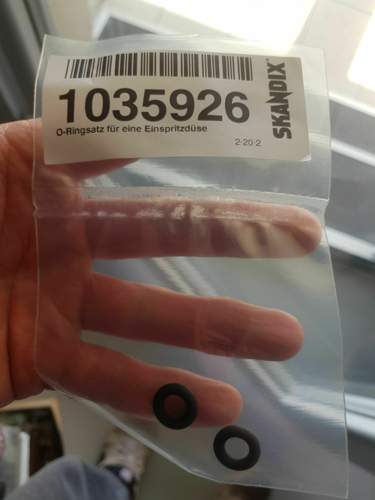 1035926
O-Ringsatz für eine Einspritzdüse
2-20-2
SKANDIX